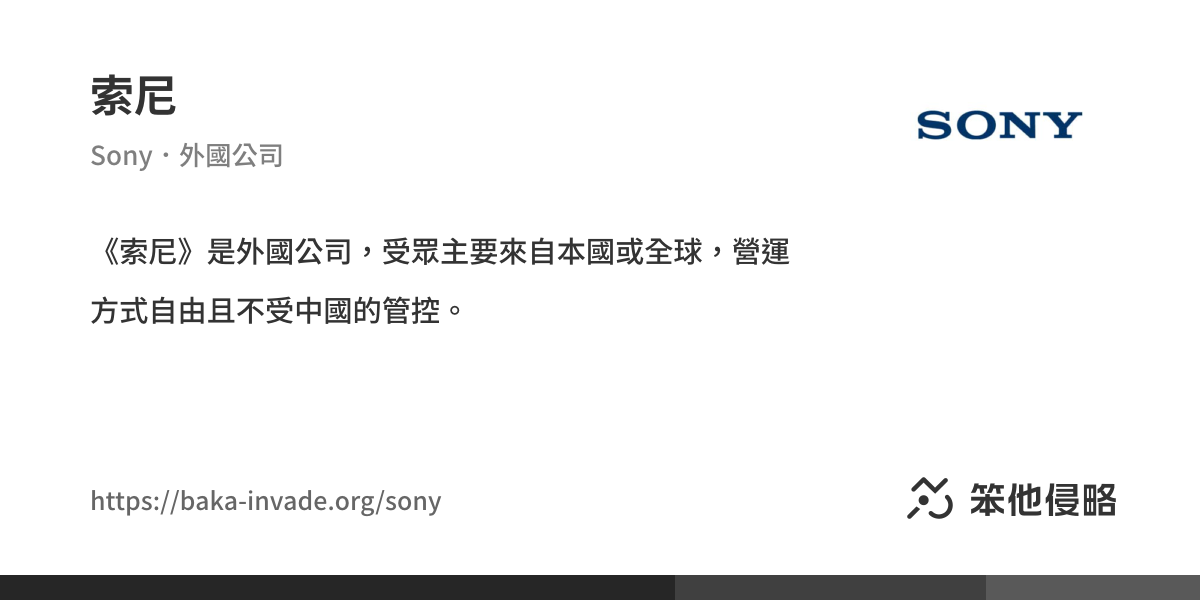 索尼
Sony・外國公司
SONY
《索尼》是外國公司，受眾主要來自本國或全球，營運
方式自由且不受中國的管控。
https://baka-invade.org/sony
笨他侵略